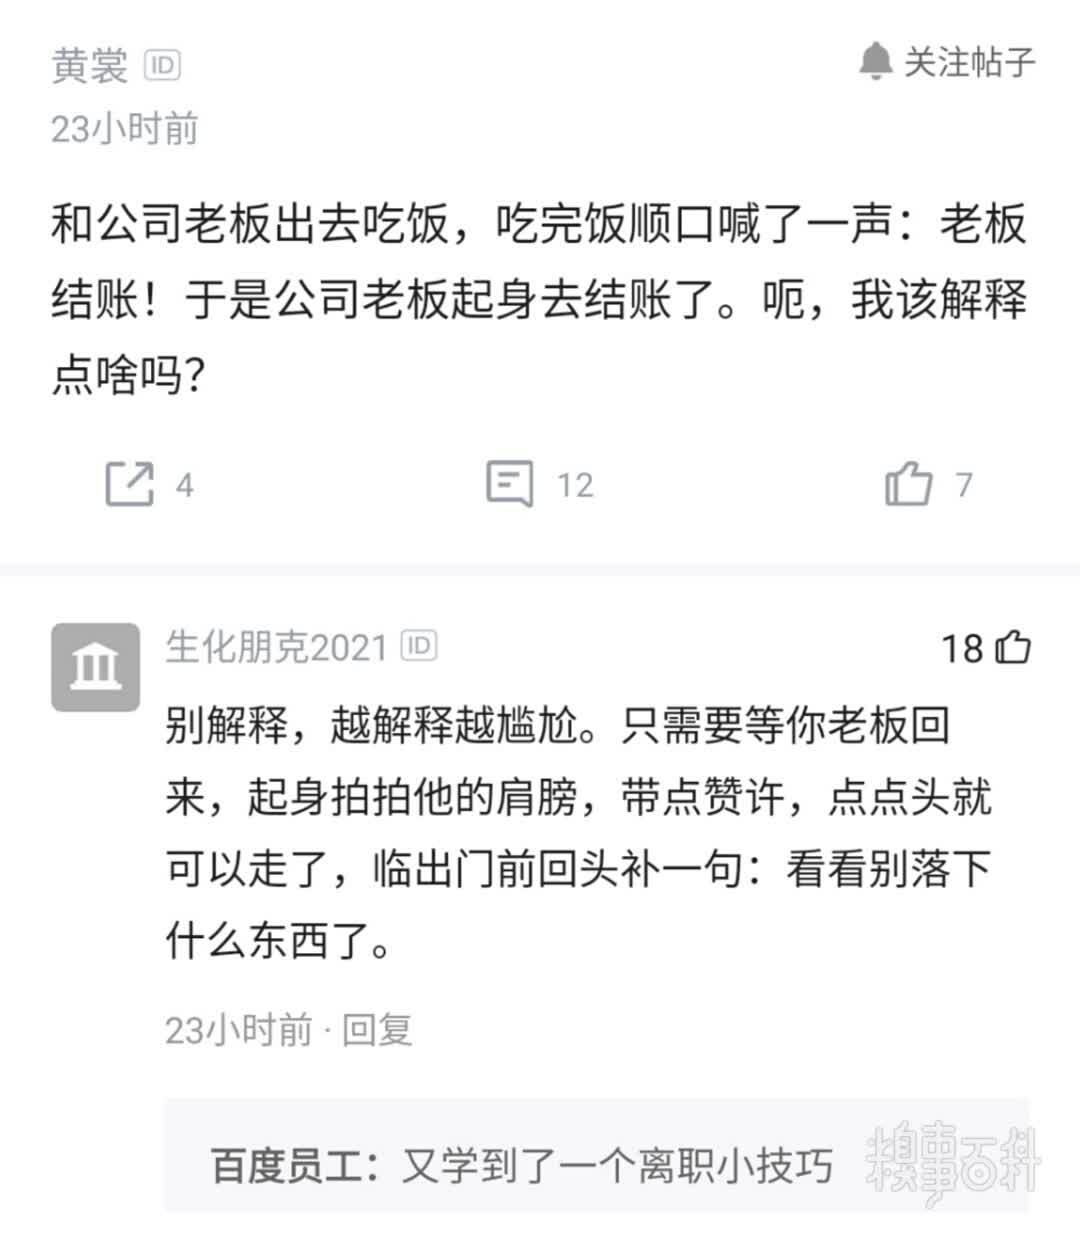 黄裳 ID
关注帖子
23小时前
和公司老板出去吃饭，吃完饭顺口喊了一声：老板
结账！于是公司老板起身去结账了。呃，我该解释
点啥吗？
4
12
7
生化朋克2021 ID
18
别解释，越解释越尴尬。只需要等你老板回
来，起身拍拍他的肩膀，带点赞许，点点头就
可以走了，临出门前回头补一句：看看别落下
什么东西了。
23小时前 · 回复
百度员工：又学到了一个离职小技巧
糗事百科